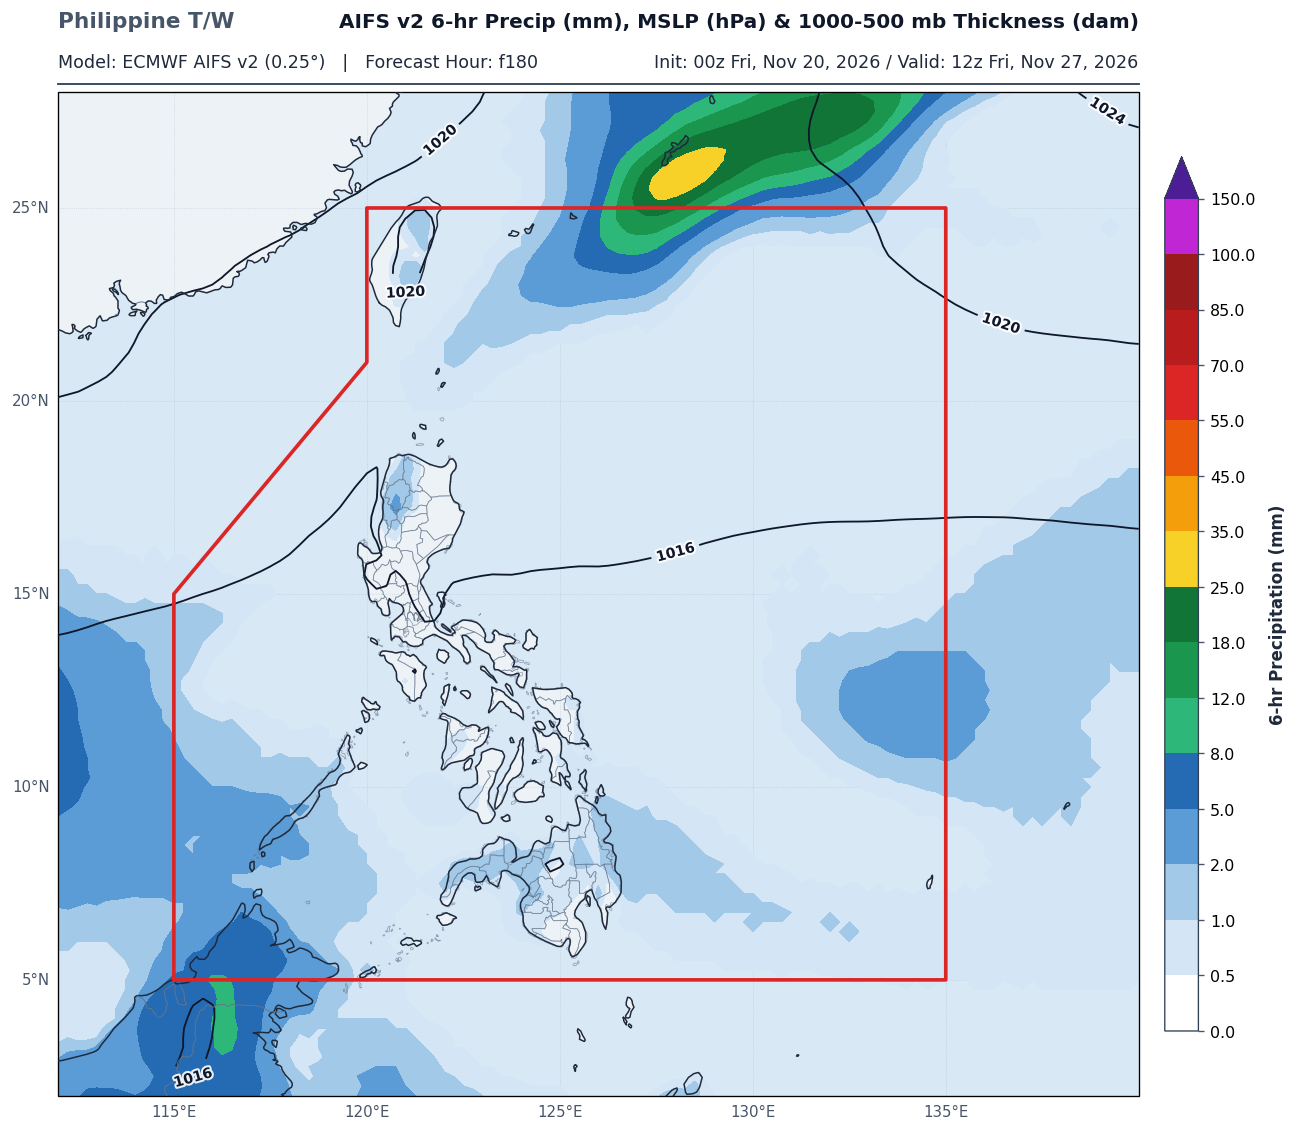 Philippine T/W
AIFS v2 6-hr Precip (mm), MSLP (hPa) & 1000-500 mb Thickness (dam)
Model: ECMWF AIFS v2 (0.25°) | Forecast Hour: f180
Init: 00z Fri, Nov 20, 2026 / Valid: 12z Fri, Nov 27, 2026
1020
1024
25°N
1020
1020
20°N
1016
15°N
10°N
5°N
1016
115°E
120°E
125°E
130°E
135°E
150.0
100.0
85.0
70.0
55.0
45.0
35.0
25.0
18.0
12.0
8.0
5.0
2.0
1.0
0.5
0.0
6-hr Precipitation (mm)